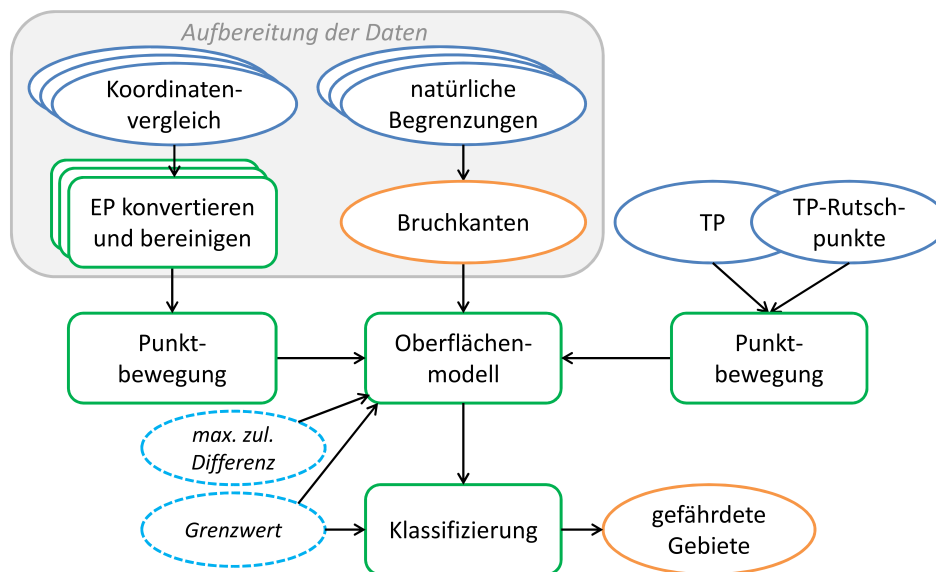 Aufbereitung der Daten
Koordinaten-
vergleich
natürliche
Begrenzungen
EP konvertieren
und bereinigen
Bruchkanten
TP
TP-Rutsch-
punkte
Punkt-
bewegung
Oberflächen-
modell
Punkt-
bewegung
max. zul.
Differenz
Grenzwert
Klassifizierung
gefährdete
Gebiete